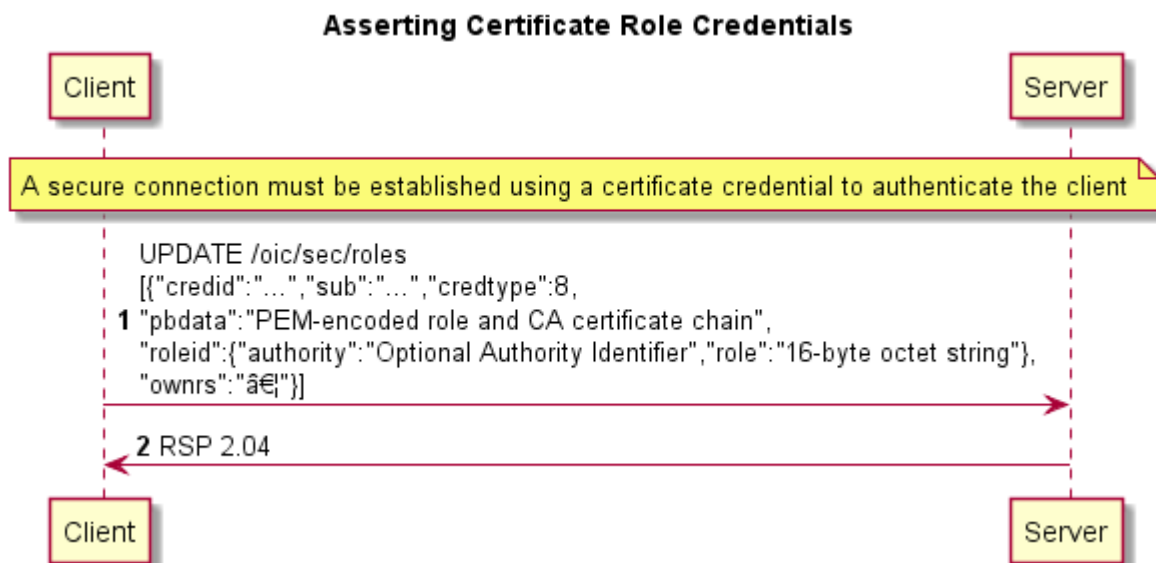 Asserting Certificate Role Credentials
Client
Server
A secure connection must be established using a certificate credential to authenticate the client
UPDATE /oic/sec/roles
[{"credid":"...","sub":"...","credtype":8,
1 "pbdata":"PEM-encoded role and CA certificate chain",
"roleid":{"authority":"Optional Authority Identifier","role":"16-byte octet string"},
"ownrs":"…"}]
2 RSP 2.04
Client
Server